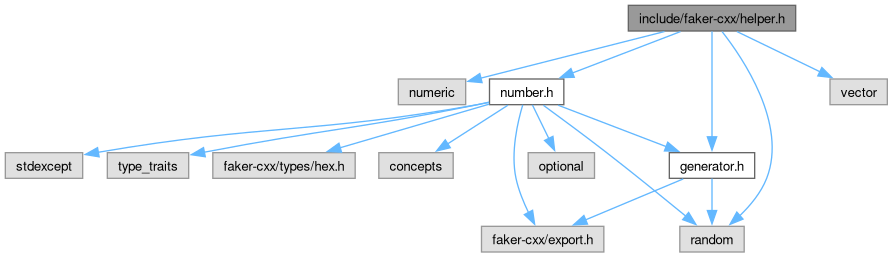 include/faker-cxx/helper.h
numeric
number.h
vector
stdexcept
type_traits
faker-cxx/types/hex.h
concepts
optional
generator.h
faker-cxx/export.h
random